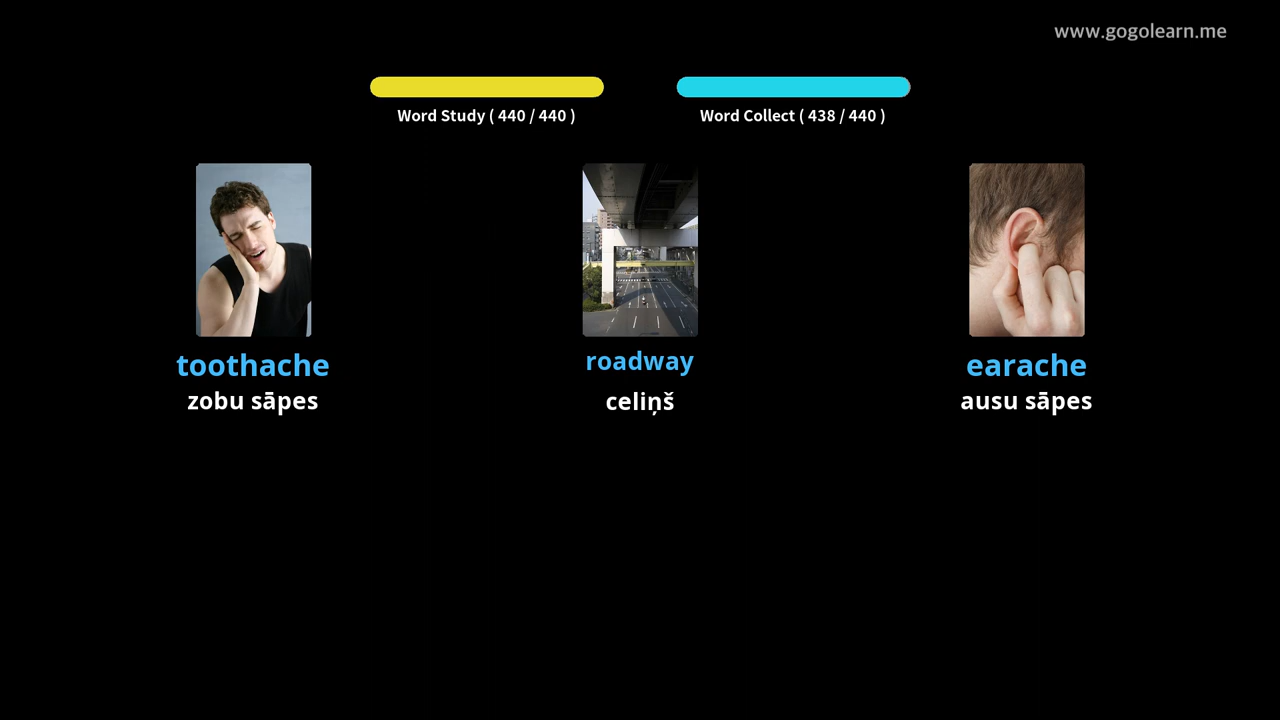 www.gogolearn.me
Word Study ( 440 / 440 )
Word Collect ( 438 / 440 )
toothache
zobu sāpes
roadway
celiņš
earache
ausu sāpes